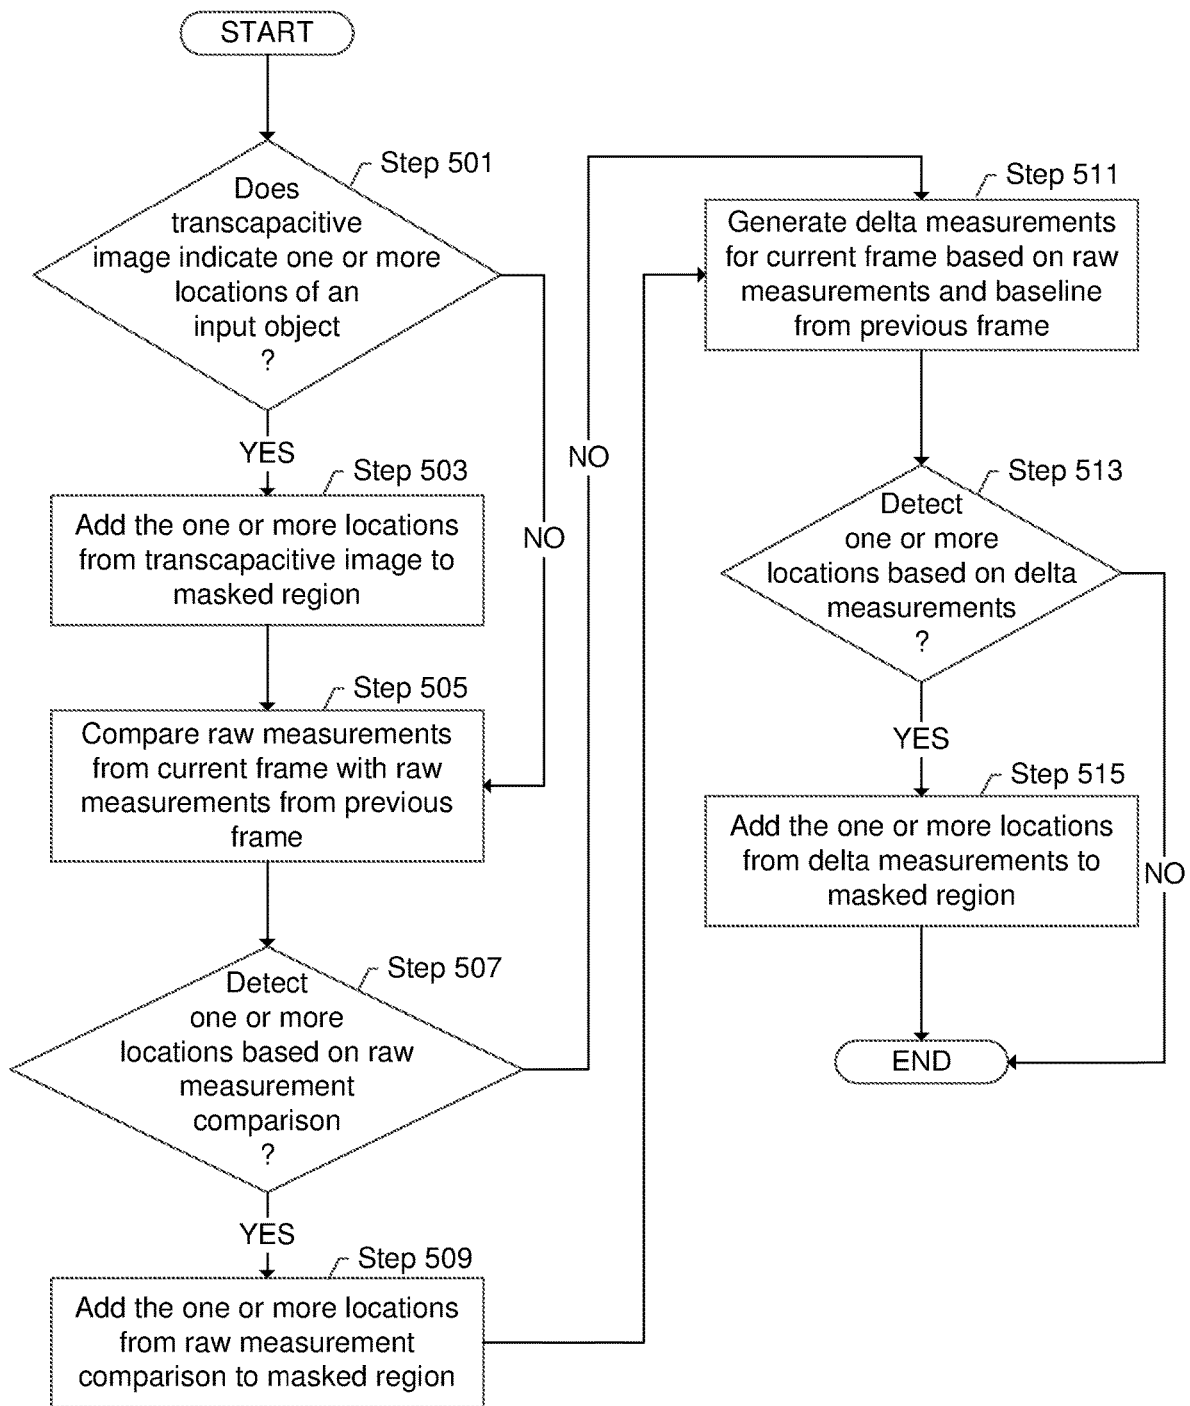 START
Step 501
Does
transcapacitive
image indicate one or more
locations of an
input object
?
YES
NO
Step 503
Add the one or more locations
from transcapacitive image to
masked region
Step 505
Compare raw measurements
from current frame with raw
measurements from previous
frame
Step 507
Detect
one or more
locations based on raw
measurement
comparison
?
NO
YES
Step 509
Add the one or more locations
from raw measurement
comparison to masked region
Step 511
Generate delta measurements
for current frame based on raw
measurements and baseline
from previous frame
Step 513
Detect
one or more
locations based on delta
measurements
?
YES
NO
Step 515
Add the one or more locations
from delta measurements to
masked region
END